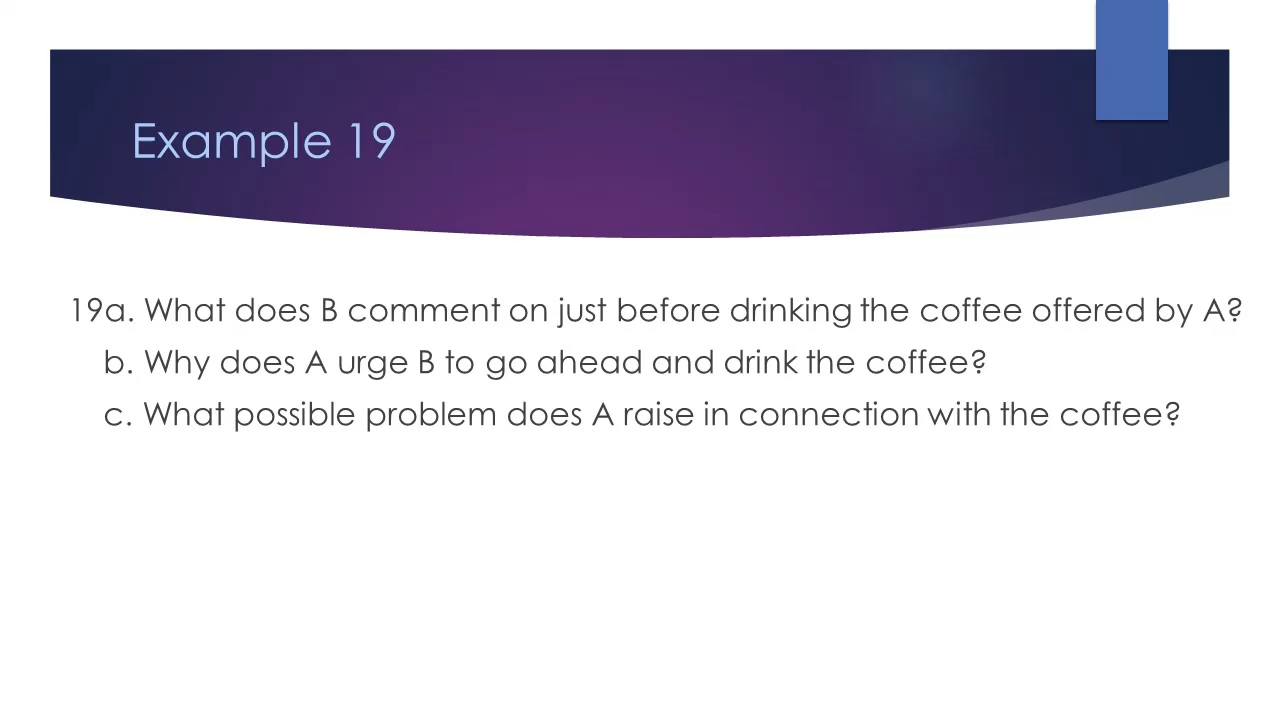 Example 19
19a. What does B comment on just before drinking the coffee offered by A?
b. Why does A urge B to go ahead and drink the coffee?
c. What possible problem does A raise in connection with the coffee?